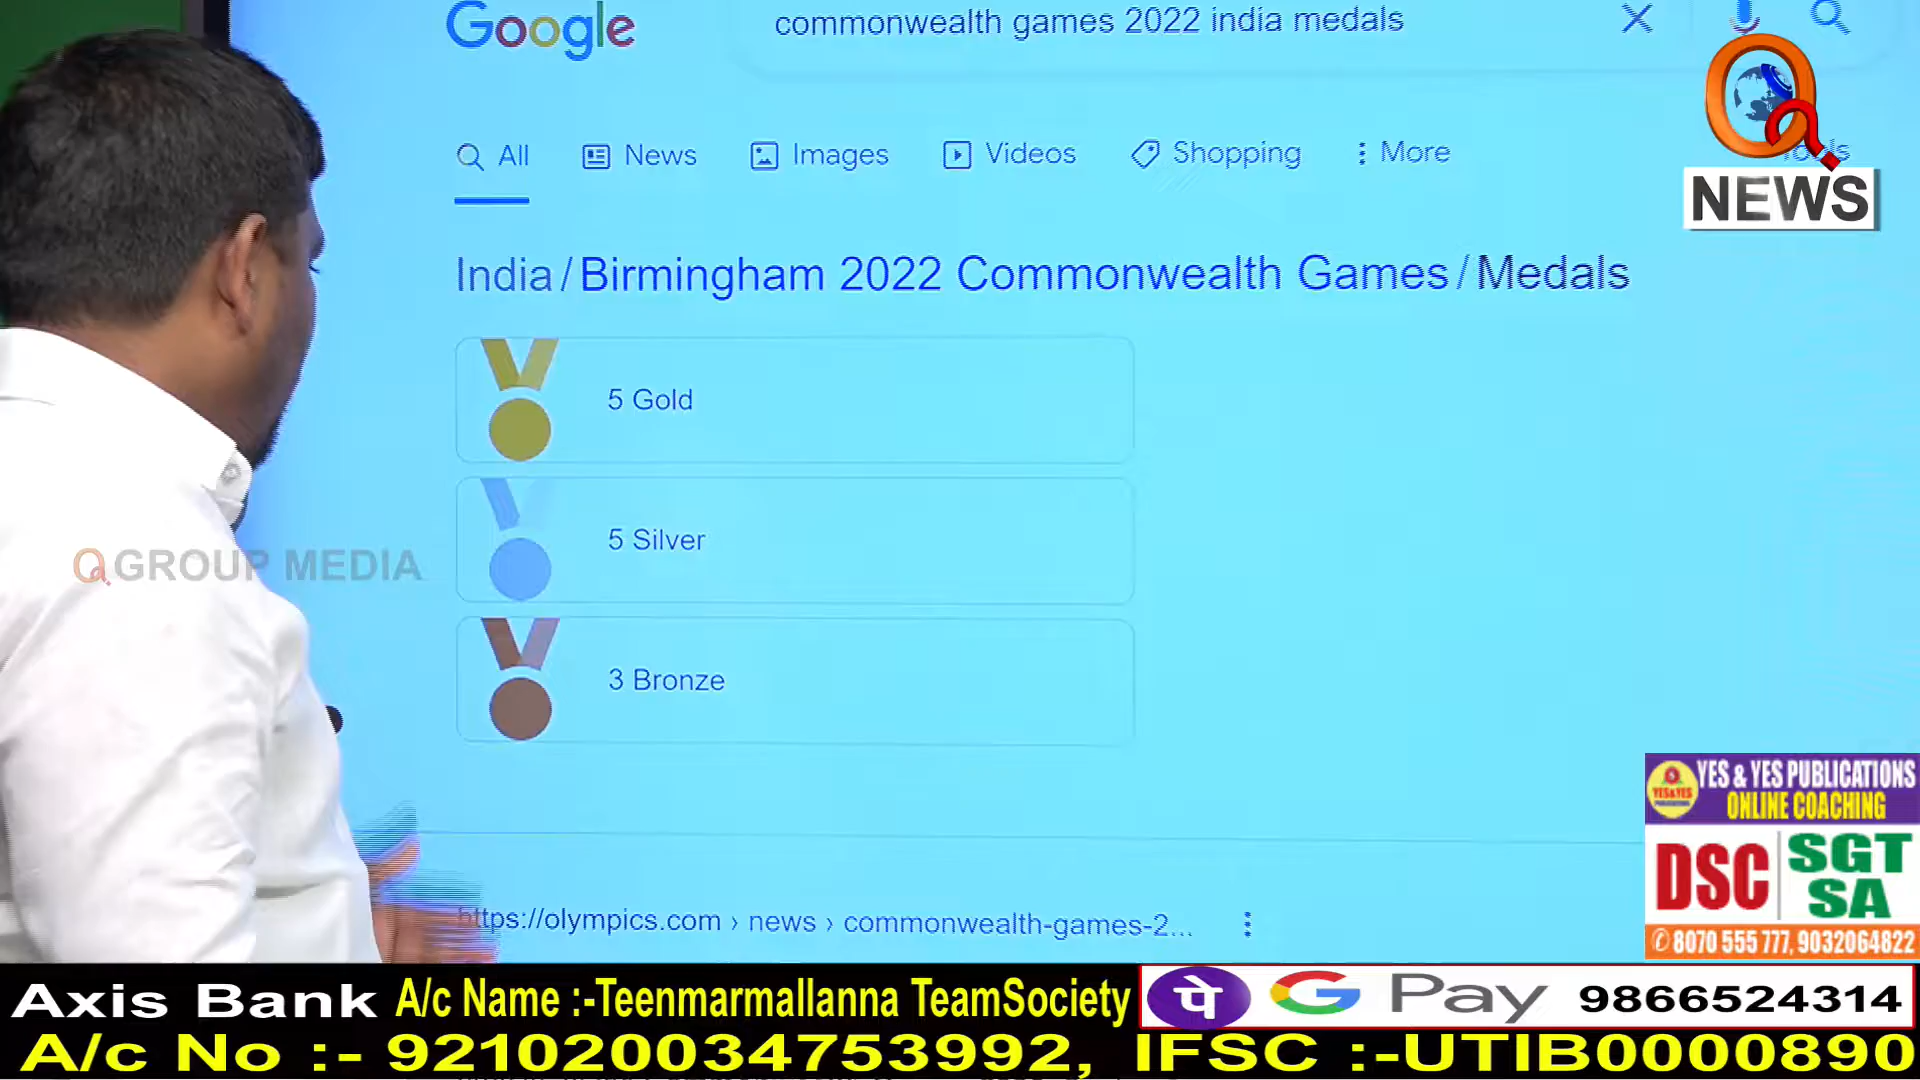 Google
commonwealth games 2022 india medals
All
News
Images
Videos
Shopping
More
NEWS
India/Birmingham 2022 Commonwealth Games/Medals
5 Gold
5 Silver
3 Bronze
Q GROUP MEDIA
https://olympics.com › news › commonwealth-games-2...
YES & YES PUBLICATIONS
ONLINE COACHING
DSC
SGT
SA
8070 555 777, 9032064822
Axis Bank A/c Name :-Teenmarmallanna TeamSociety
पे G Pay 9866524314
A/c No :- 921020034753992, IFSC :-UTIB0000890